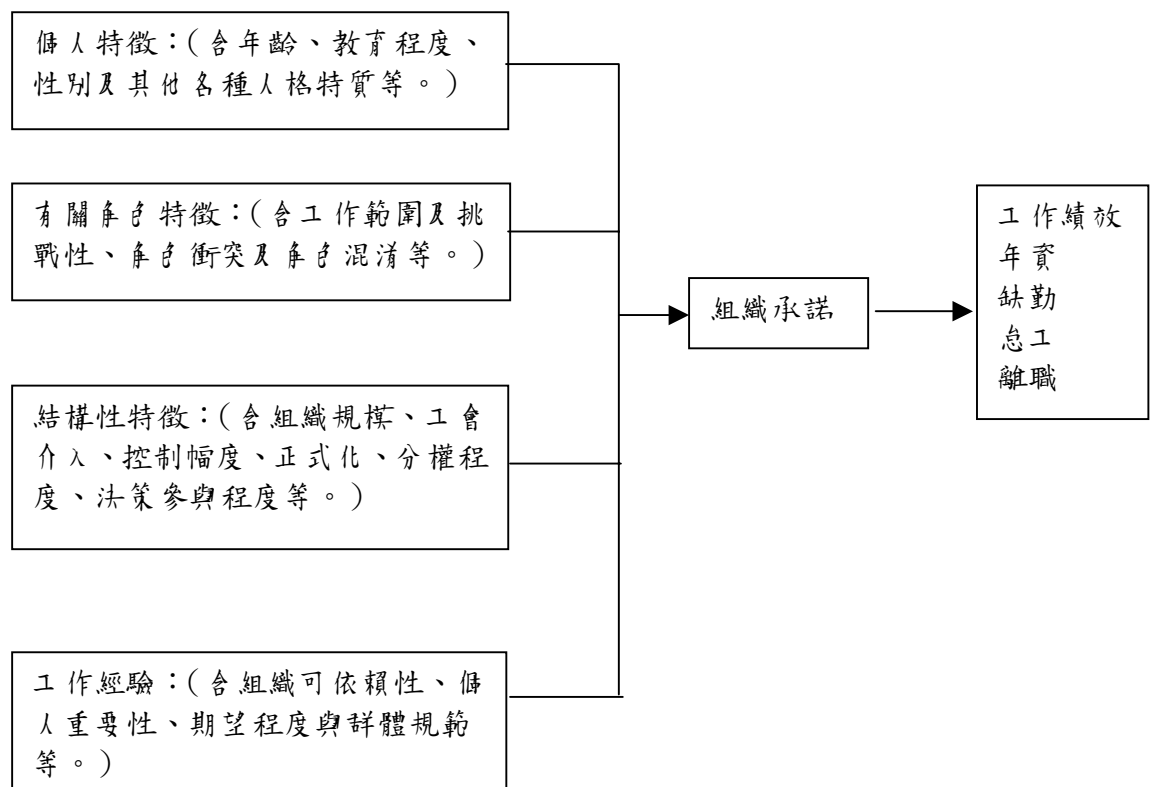 個人特徵：(含年齡、教育程度、
性別及其他各種人格特質等。)
有關角色特徵：(含工作範圍及挑
戰性、角色衝突及角色混淆等。)
結構性特徵：(含組織規模、工會
介入、控制幅度、正式化、分權程
度、決策參與程度等。)
工作經驗：(含組織可依賴性、個
人重要性、期望程度與群體規範
等。)
組織承諾
工作績效
年資
缺勤
怠工
離職